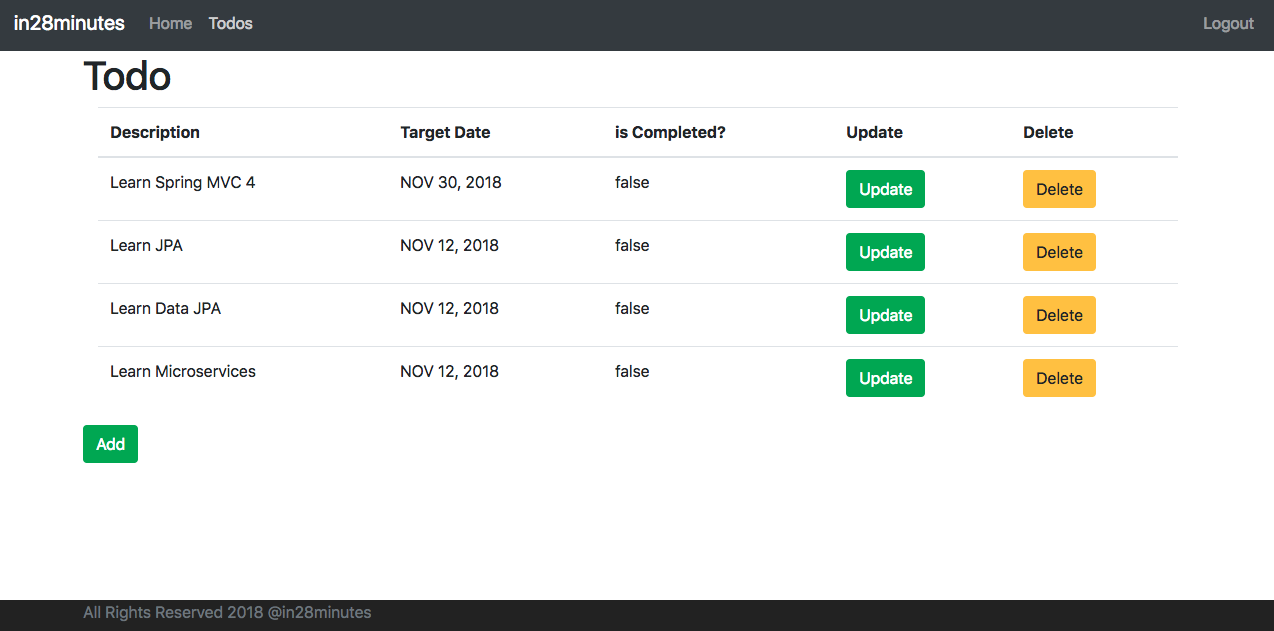 in28minutes Home Todos Logout
Todo
Description Target Date is Completed? Update Delete
Learn Spring MVC 4 NOV 30, 2018 false Update Delete
Learn JPA NOV 12, 2018 false Update Delete
Learn Data JPA NOV 12, 2018 false Update Delete
Learn Microservices NOV 12, 2018 false Update Delete
Add
All Rights Reserved 2018 @in28minutes